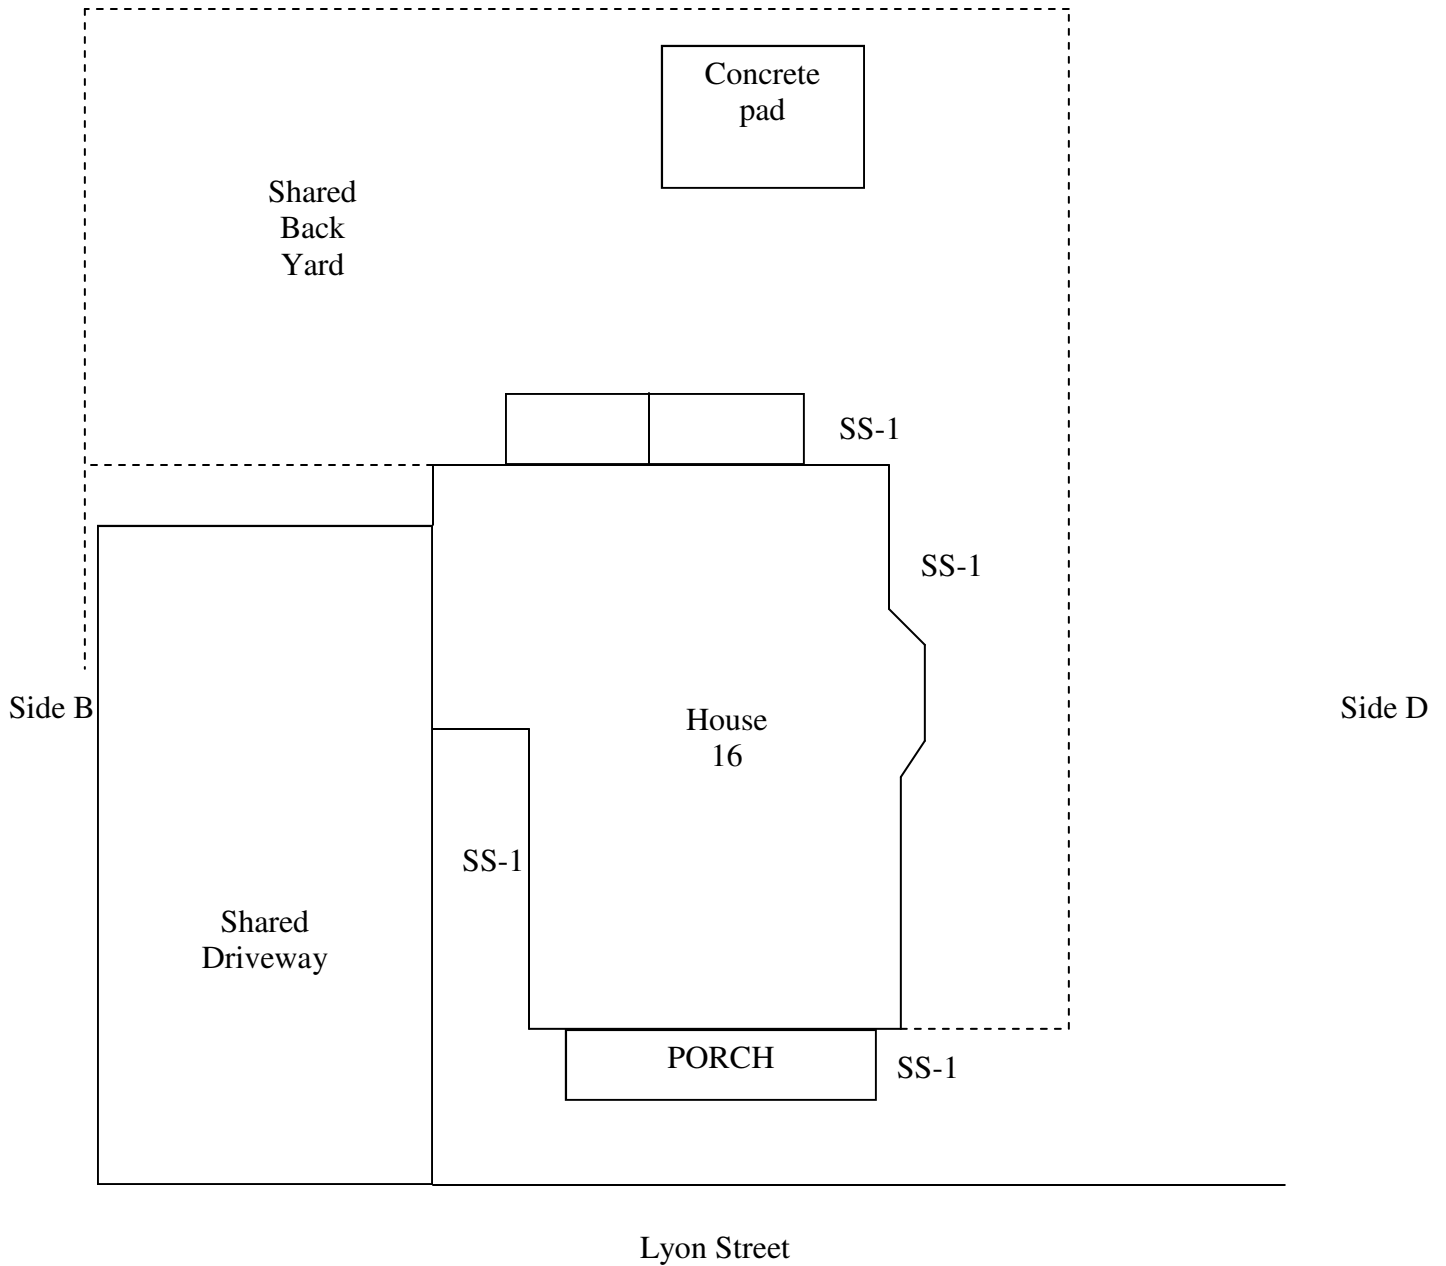 Concrete
pad
Shared
Back
Yard
SS-1
SS-1
Side B
House
16
Side D
SS-1
Shared
Driveway
PORCH
SS-1
Lyon Street